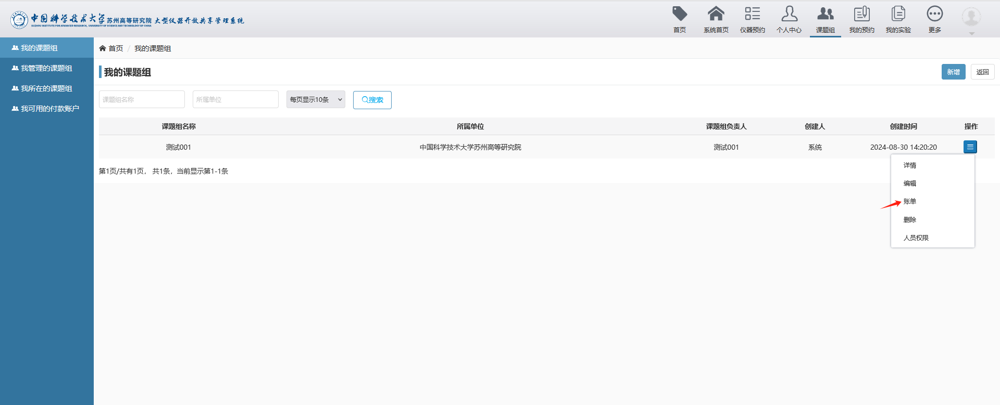 中国科学技术大学苏州高等研究院 大型仪器开放共享管理系统
SUZHOU INSTITUTE FOR ADVANCED RESEARCH, UNIVERSITY OF SCIENCE AND TECHNOLOGY OF CHINA
首页 系统首页 仪器预约 个人中心 课题组 我的预约 我的实验 更多
我的课题组
我管理的课题组
我所在的课题组
我可用的付款账户
首页 / 我的课题组
我的课题组
新增 返回
课题组名称 所属单位 每页显示10条 搜索
课题组名称 所属单位 课题组负责人 创建人 创建时间 操作
测试001 中国科学技术大学苏州高等研究院 测试001 系统 2024-08-30 14:20:20
第1页/共有1页， 共1条，当前显示第1-1条
详情
编辑
账单
删除
人员权限